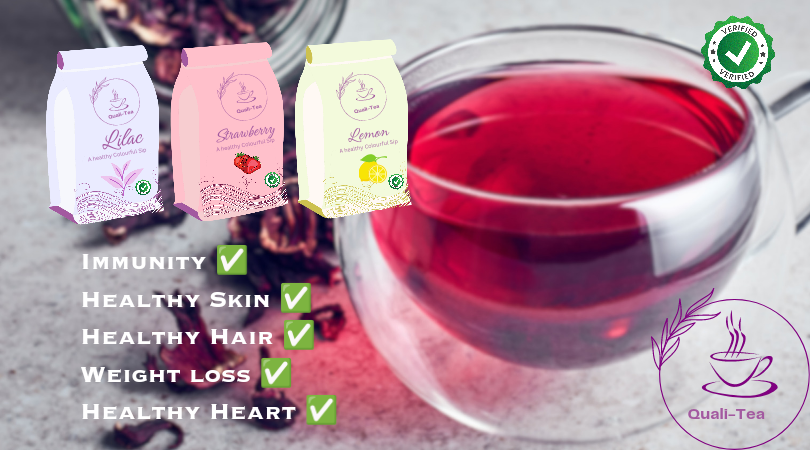 Quali-Tea
Lilac
A healthy Colourful Sip
Quali-Tea
Strawberry
A healthy Colourful Sip
Quali-Tea
Lemon
A healthy Colourful Sip
VERIFIED
VERIFIED
Immunity ✅
Healthy Skin ✅
Healthy Hair ✅
Weight loss ✅
Healthy Heart ✅
Quali-Tea